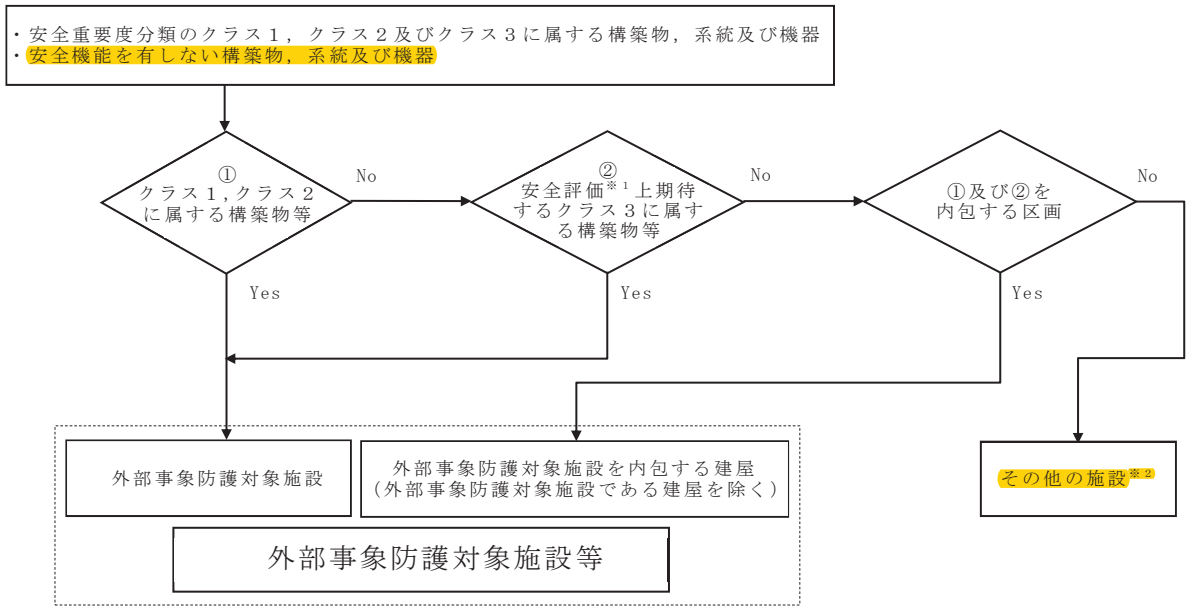 ・安全重要度分類のクラス１，クラス２及びクラス３に属する構築物，系統及び機器
・安全機能を有しない構築物，系統及び機器
①
クラス１，クラス２
に属する構築物等
No
②
安全評価※１上期待
するクラス３に属す
る構築物等
No
①及び②を
内包する区画
No
Yes
Yes
Yes
外部事象防護対象施設
外部事象防護対象施設を内包する建屋
（外部事象防護対象施設である建屋を除く）
その他の施設※２
外部事象防護対象施設等